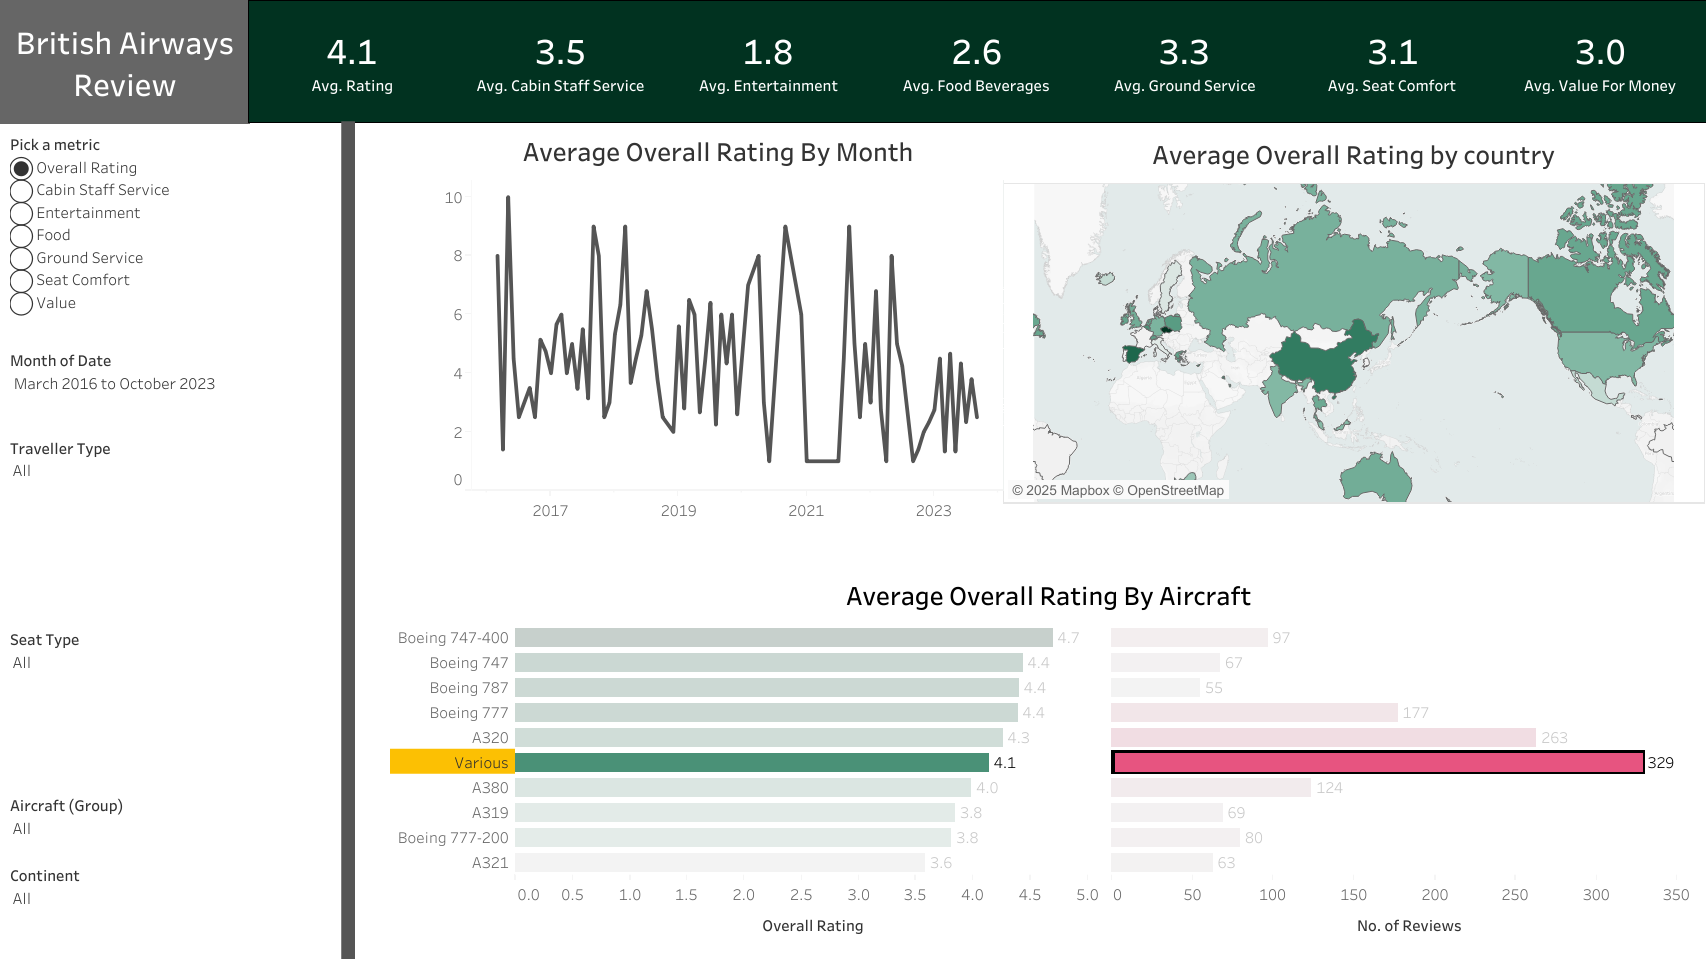 British Airways
Review
4.1
Avg. Rating
3.5
Avg. Cabin Staff Service
1.8
Avg. Entertainment
2.6
Avg. Food Beverages
3.3
Avg. Ground Service
3.1
Avg. Seat Comfort
3.0
Avg. Value For Money
Pick a metric
Overall Rating
Cabin Staff Service
Entertainment
Food
Ground Service
Seat Comfort
Value
Month of Date
March 2016 to October 2023
Traveller Type
All
Seat Type
All
Aircraft (Group)
All
Continent
All
Average Overall Rating By Month
10
8
6
4
2
0
2017 2019 2021 2023
Average Overall Rating by country
© 2025 Mapbox © OpenStreetMap
Average Overall Rating By Aircraft
Boeing 747-400 4.7 97
Boeing 747 4.4 67
Boeing 787 4.4 55
Boeing 777 4.4 177
A320 4.3 263
Various 4.1 329
A380 4.0 124
A319 3.8 69
Boeing 777-200 3.8 80
A321 3.6 63
0.0 0.5 1.0 1.5 2.0 2.5 3.0 3.5 4.0 4.5 5.0 0 50 100 150 200 250 300 350
Overall Rating No. of Reviews